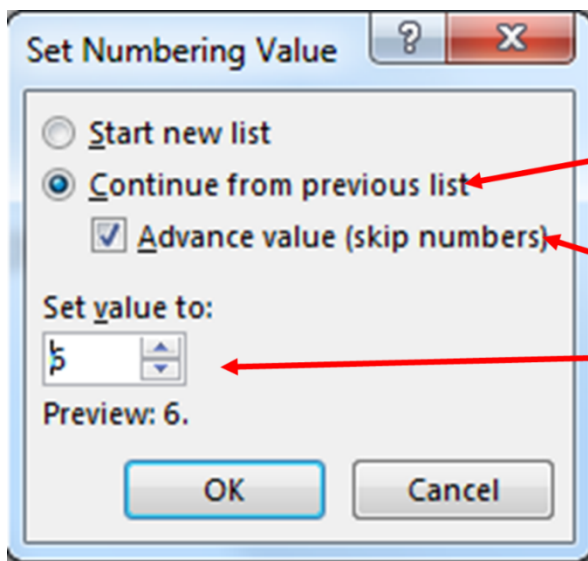 Set Numbering Value
Start new list
Continue from previous list
Advance value (skip numbers)
Set value to:
Preview: 6.
OK
Cancel